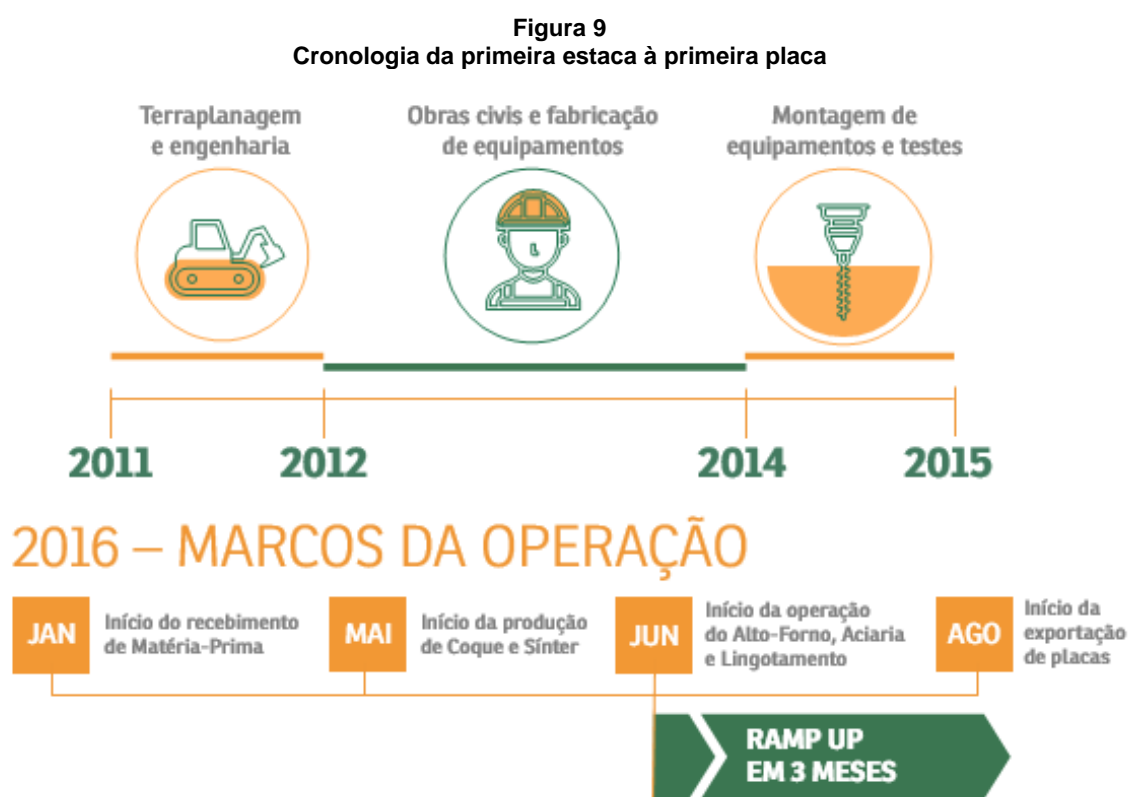 Figura 9
Cronologia da primeira estaca à primeira placa
Terraplanagem
e engenharia
Obras civis e fabricação
de equipamentos
Montagem de
equipamentos e testes
2011
2012
2014
2015
2016 – MARCOS DA OPERAÇÃO
JAN
Início do recebimento
de Matéria-Prima
MAI
Início da produção
de Coque e Sínter
JUN
Início da operação
do Alto-Forno, Aciaria
e Lingotamento
AGO
Início da
exportação
de placas
RAMP UP
EM 3 MESES